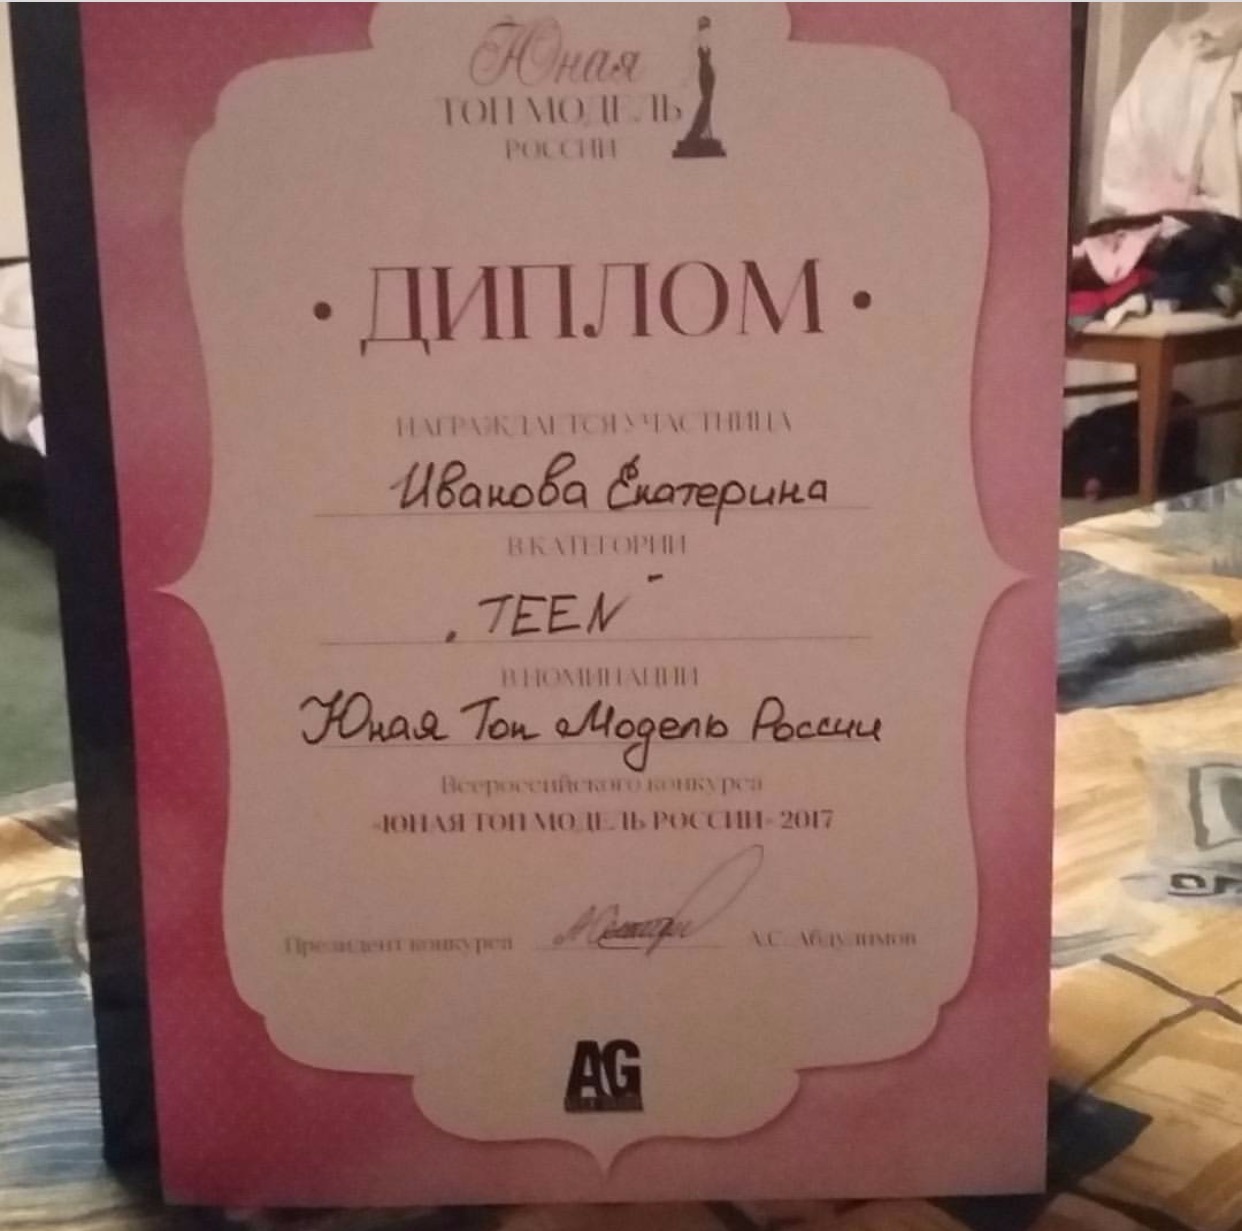 Юная
ТОП МОДЕЛЬ
РОССИИ
• ДИПЛОМ •
НАГРАЖДАЕТСЯ УЧАСТНИЦА
Иванова Екатерина
В КАТЕГОРИИ
„TEEN“
В НОМИНАЦИИ
Юная Топ Модель России
Всероссийского конкурса
«ЮНАЯ ТОП МОДЕЛЬ РОССИИ» 2017
Президент конкурса А.С. Абдулимов
AG